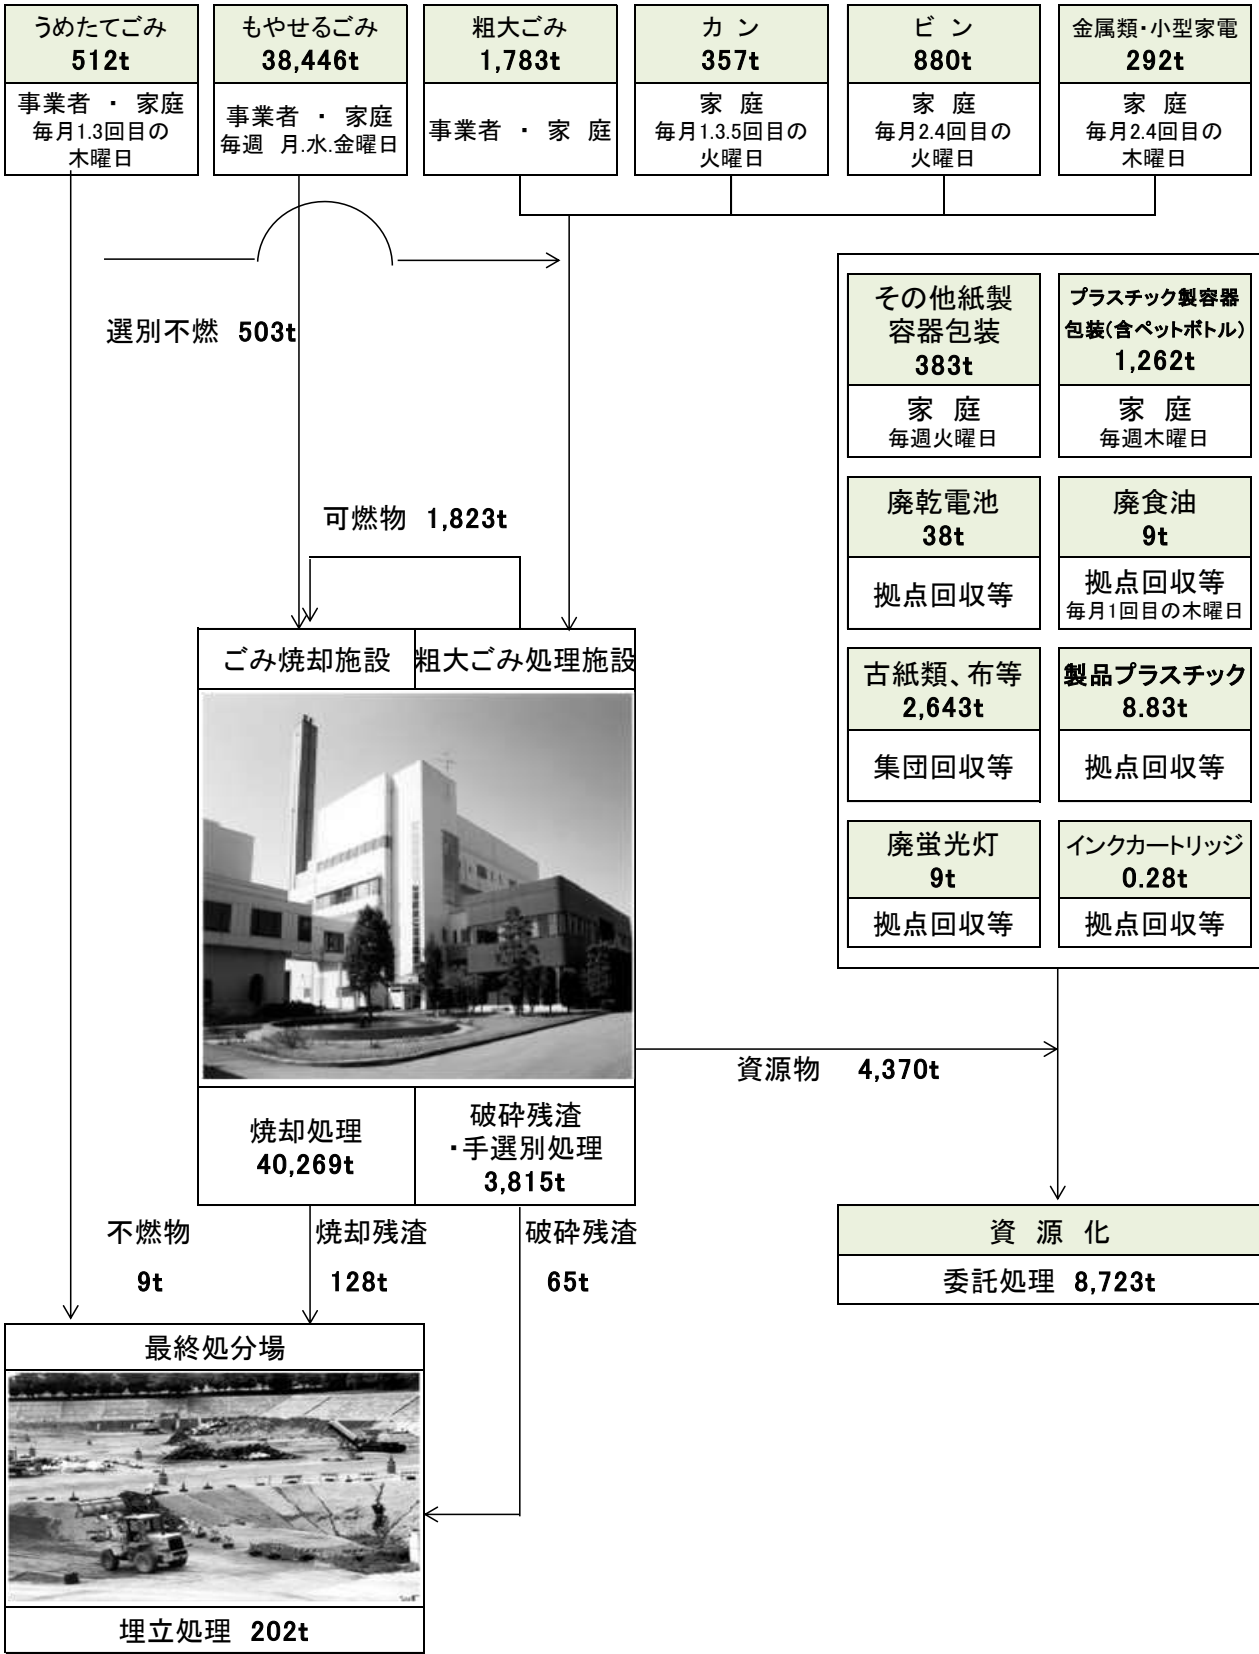 うめたてごみ
512t
事業者 ・ 家庭
毎月1.3回目の
木曜日
もやせるごみ
38,446t
事業者 ・ 家庭
毎週 月.水.金曜日
粗大ごみ
1,783t
事業者 ・ 家 庭
カ ン
357t
家 庭
毎月1.3.5回目の
火曜日
ビ ン
880t
家 庭
毎月2.4回目の
火曜日
金属類・小型家電
292t
家 庭
毎月2.4回目の
木曜日
選別不燃 503t
その他紙製
容器包装
383t
家 庭
毎週火曜日
プラスチック製容器
包装(含ペットボトル)
1,262t
家 庭
毎週木曜日
廃乾電池
38t
拠点回収等
廃食油
9t
拠点回収等
毎月1回目の木曜日
可燃物 1,823t
ごみ焼却施設
粗大ごみ処理施設
古紙類、布等
2,643t
集団回収等
製品プラスチック
8.83t
拠点回収等
廃蛍光灯
9t
拠点回収等
インクカートリッジ
0.28t
拠点回収等
資源物 4,370t
焼却処理
40,269t
破砕残渣
・手選別処理
3,815t
不燃物
9t
焼却残渣
128t
破砕残渣
65t
資 源 化
委託処理 8,723t
最終処分場
埋立処理 202t